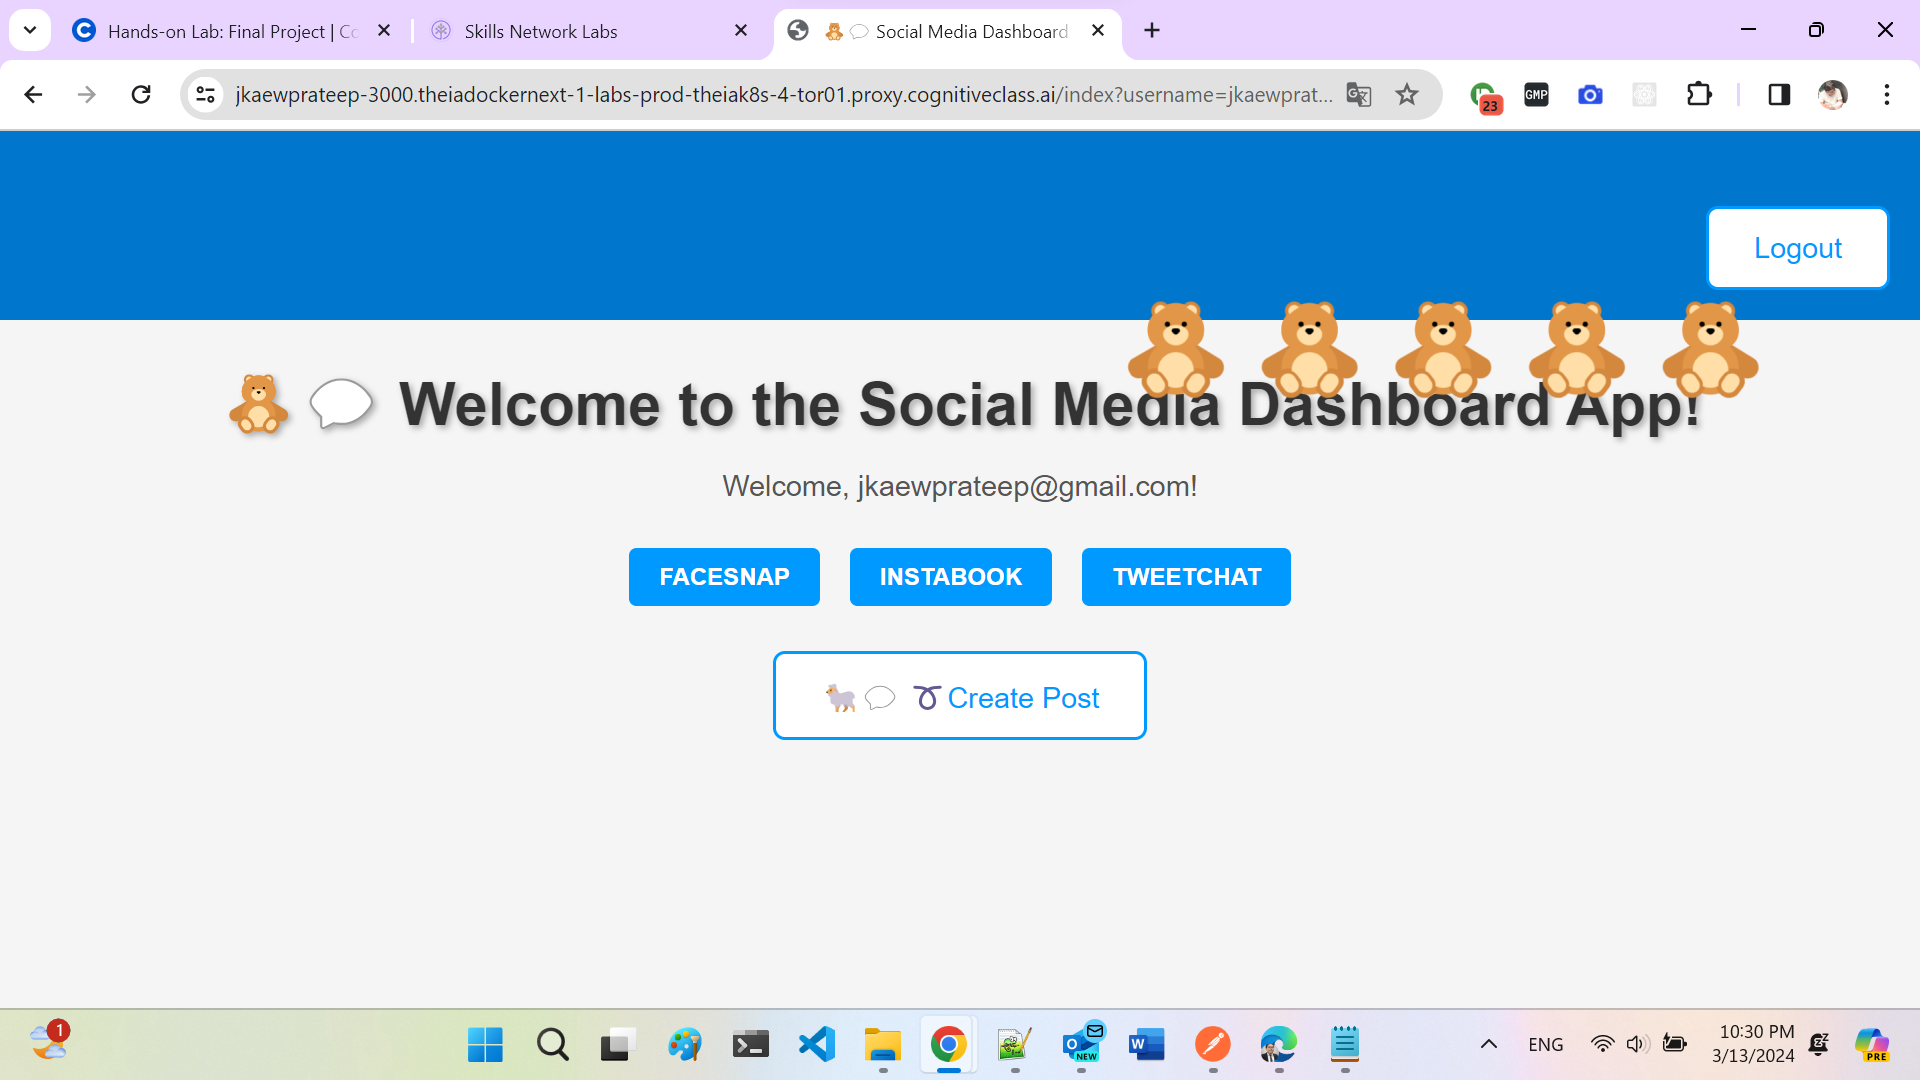 Hands-on Lab: Final Project | Co
Skills Network Labs
🧸💬 Social Media Dashboard
jkaewprateep-3000.theiadockernext-1-labs-prod-theiak8s-4-tor01.proxy.cognitiveclass.ai/index?username=jkaewprat...
23
GMP
Logout
🧸💬 Welcome to the Social Media Dashboard App!
Welcome, jkaewprateep@gmail.com!
FACESNAP
INSTABOOK
TWEETCHAT
🐑💬 ➰Create Post
1
NEW
ENG
10:30 PM
3/13/2024
PRE